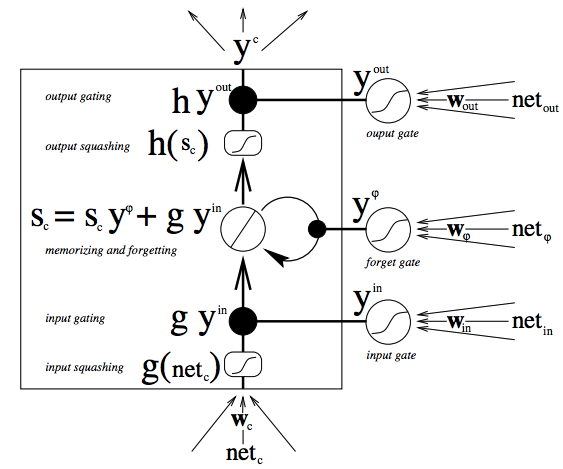 y^c
output gating
h y^out
y^out
w_out
net_out
ouput gate
output squashing
h(s_c)
s_c = s_c y^φ + g y^in
memorizing and forgetting
y^φ
w_φ
net_φ
forget gate
input gating
g y^in
y^in
w_in
net_in
input gate
input squashing
g(net_c)
w_c
net_c